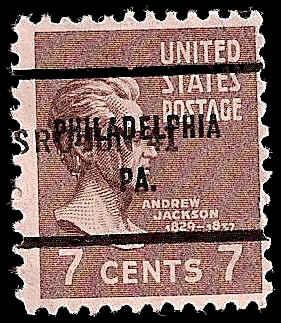 UNITED
STATES
POSTAGE
PHILADELPHIA
PA.
ANDREW
JACKSON
1829-1837
7 CENTS 7